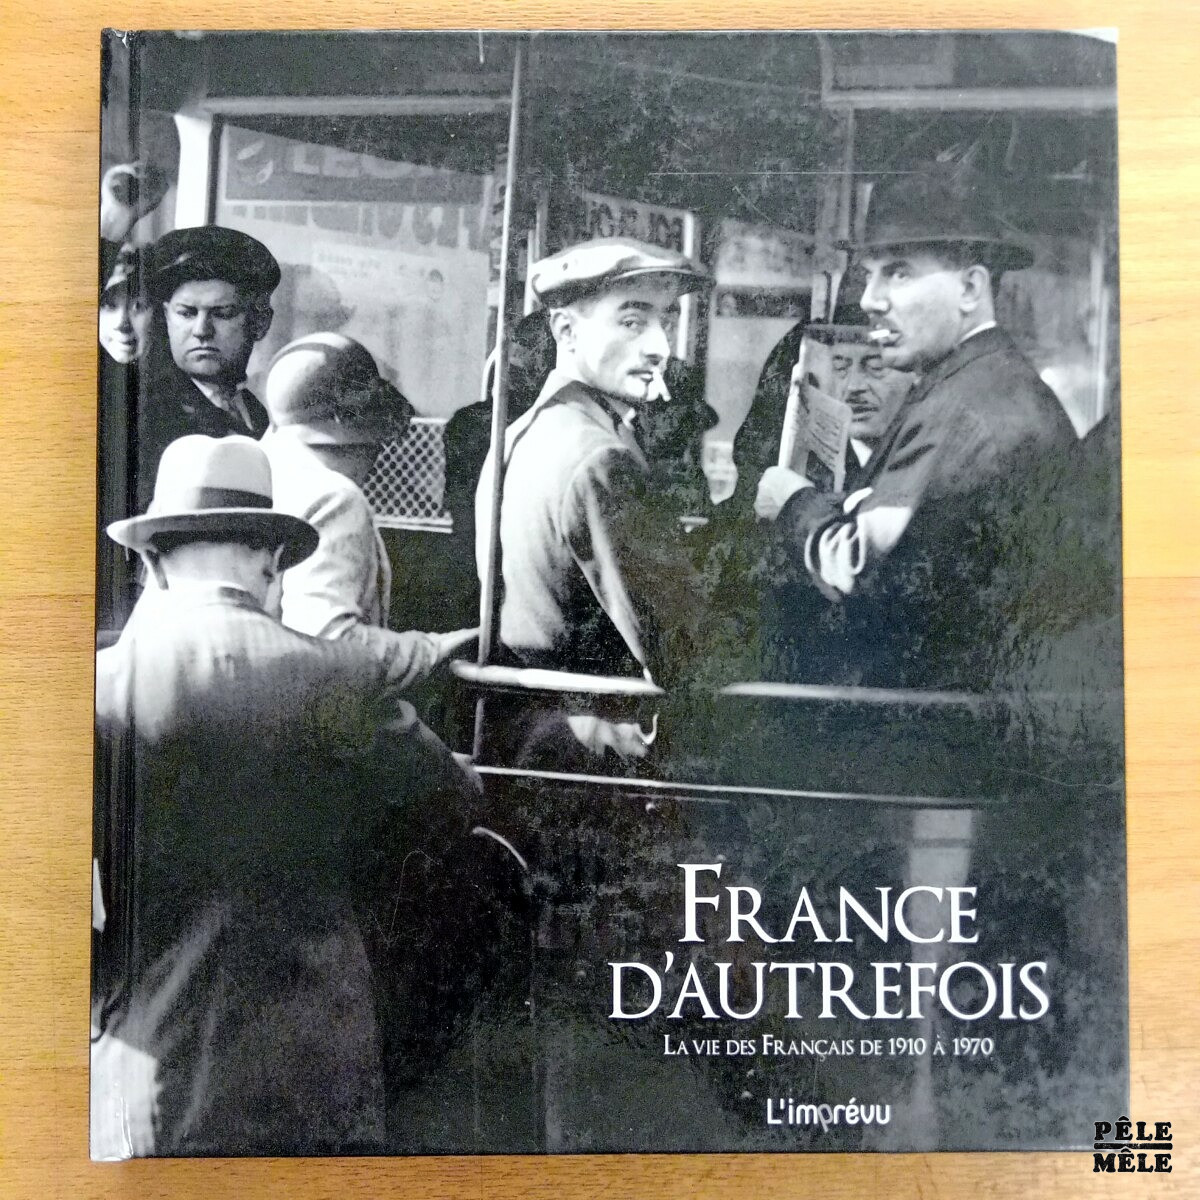 FRANCE
D'AUTREFOIS
LA VIE DES FRANÇAIS DE 1910 À 1970
L'imprévu
PÊLE
MÊLE